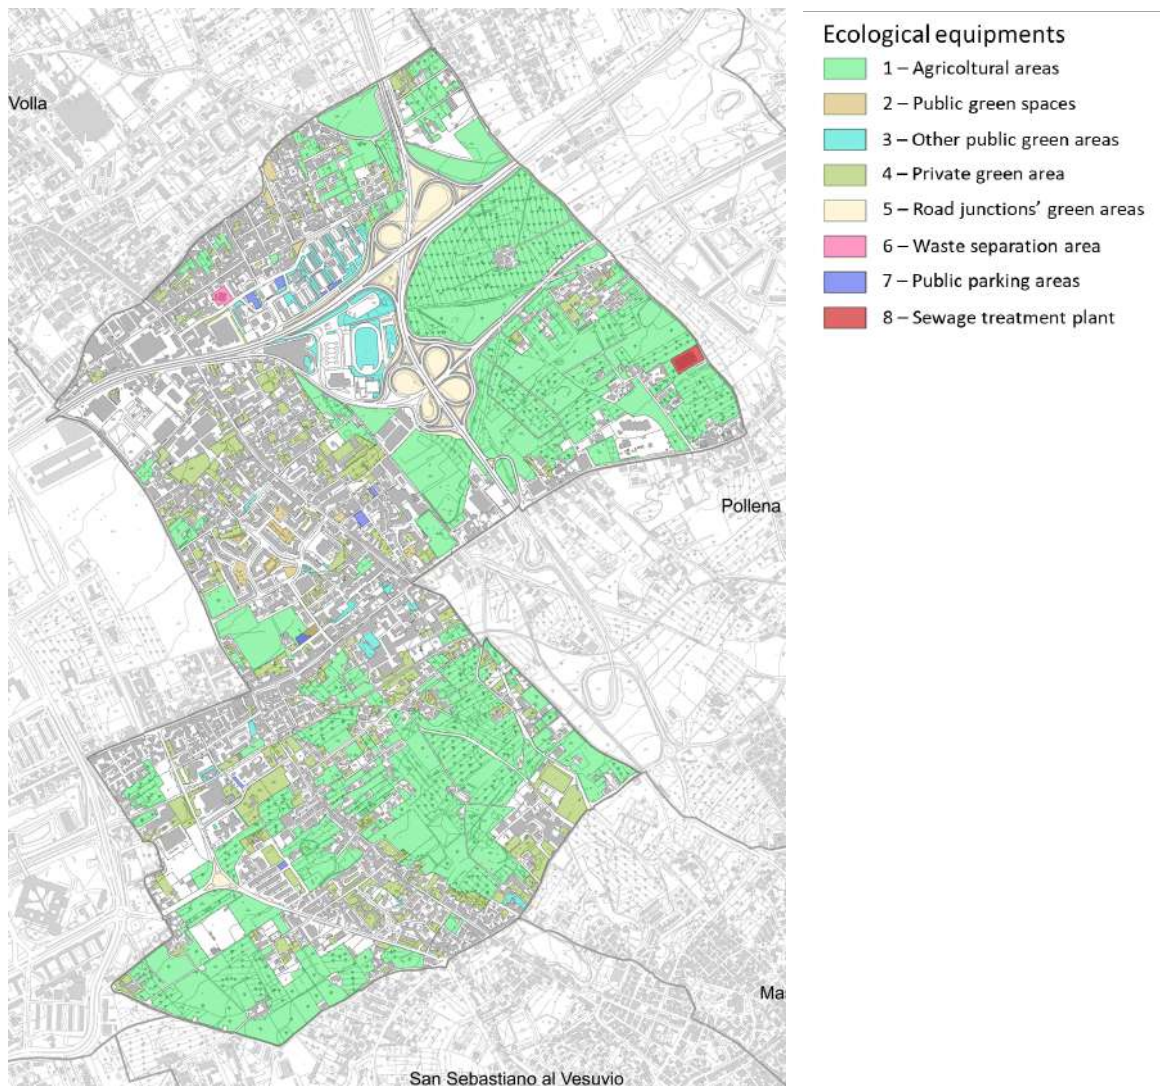 Ecological equipments
1 – Agricoltural areas
2 – Public green spaces
3 – Other public green areas
4 – Private green area
5 – Road junctions’ green areas
6 – Waste separation area
7 – Public parking areas
8 – Sewage treatment plant
Volla
Pollena
Ma
San Sebastiano al Vesuvio